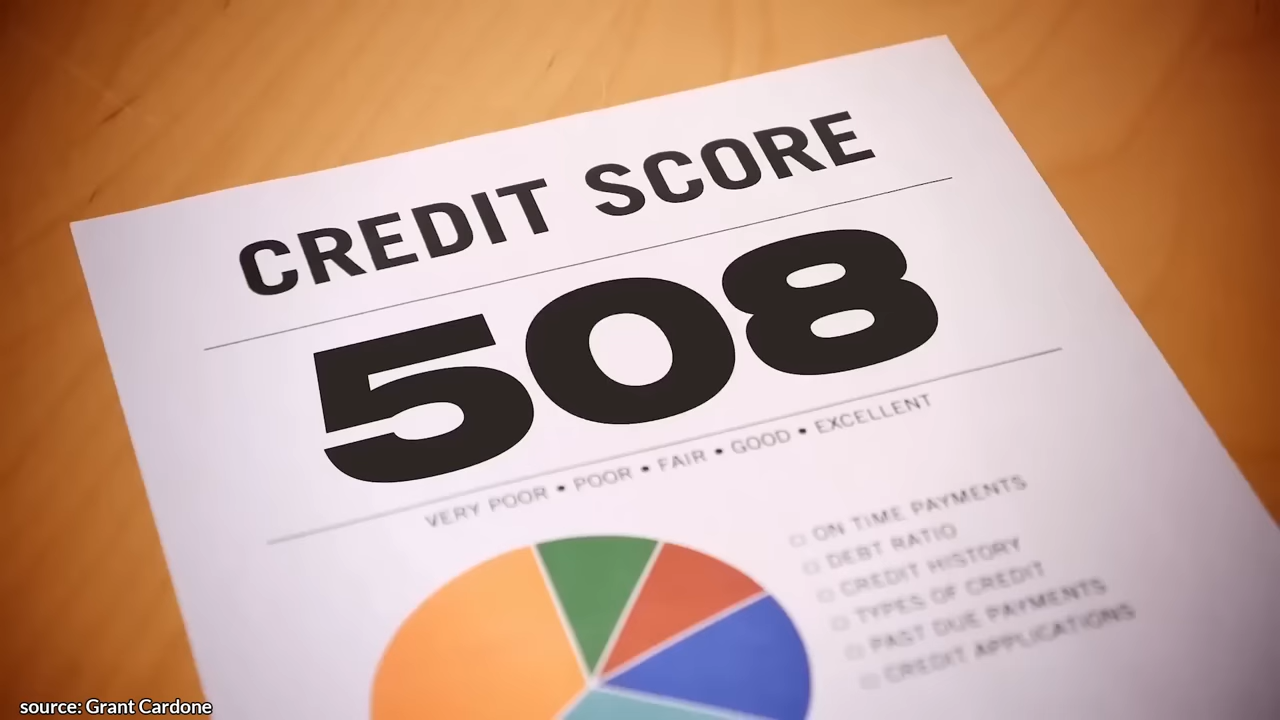 CREDIT SCORE
508
VERY POOR • POOR • FAIR • GOOD • EXCELLENT
ON TIME PAYMENTS
DEBT RATIO
CREDIT HISTORY
TYPES OF CREDIT
PAST DUE PAYMENTS
CREDIT APPLICATIONS
source: Grant Cardone